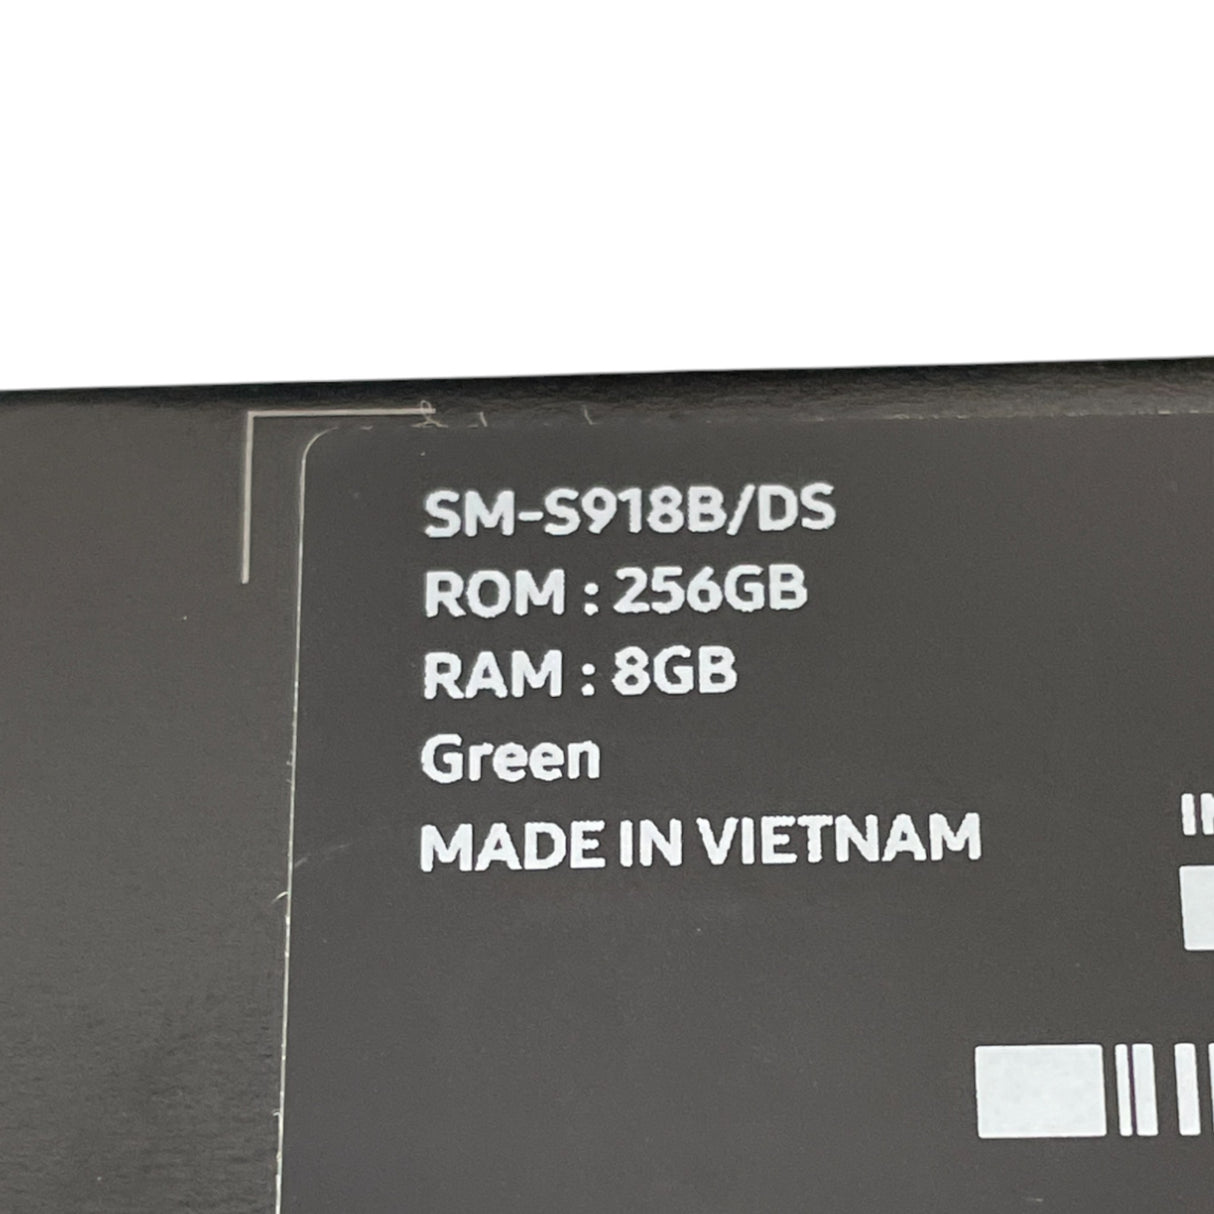 SM-S918B/DS
ROM : 256GB
RAM : 8GB
Green
MADE IN VIETNAM